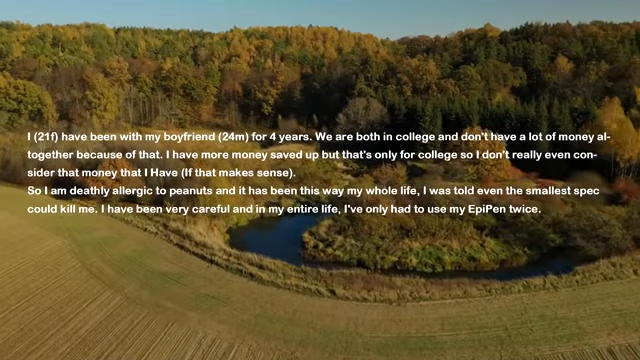 I (21f) have been with my boyfriend (24m) for 4 years. We are both in college and don't have a lot of money al-
together because of that. I have more money saved up but that's only for college so I don't really even con-
sider that money that I Have (If that makes sense).
So I am deathly allergic to peanuts and it has been this way my whole life, I was told even the smallest spec
could kill me. I have been very careful and in my entire life, I've only had to use my EpiPen twice.